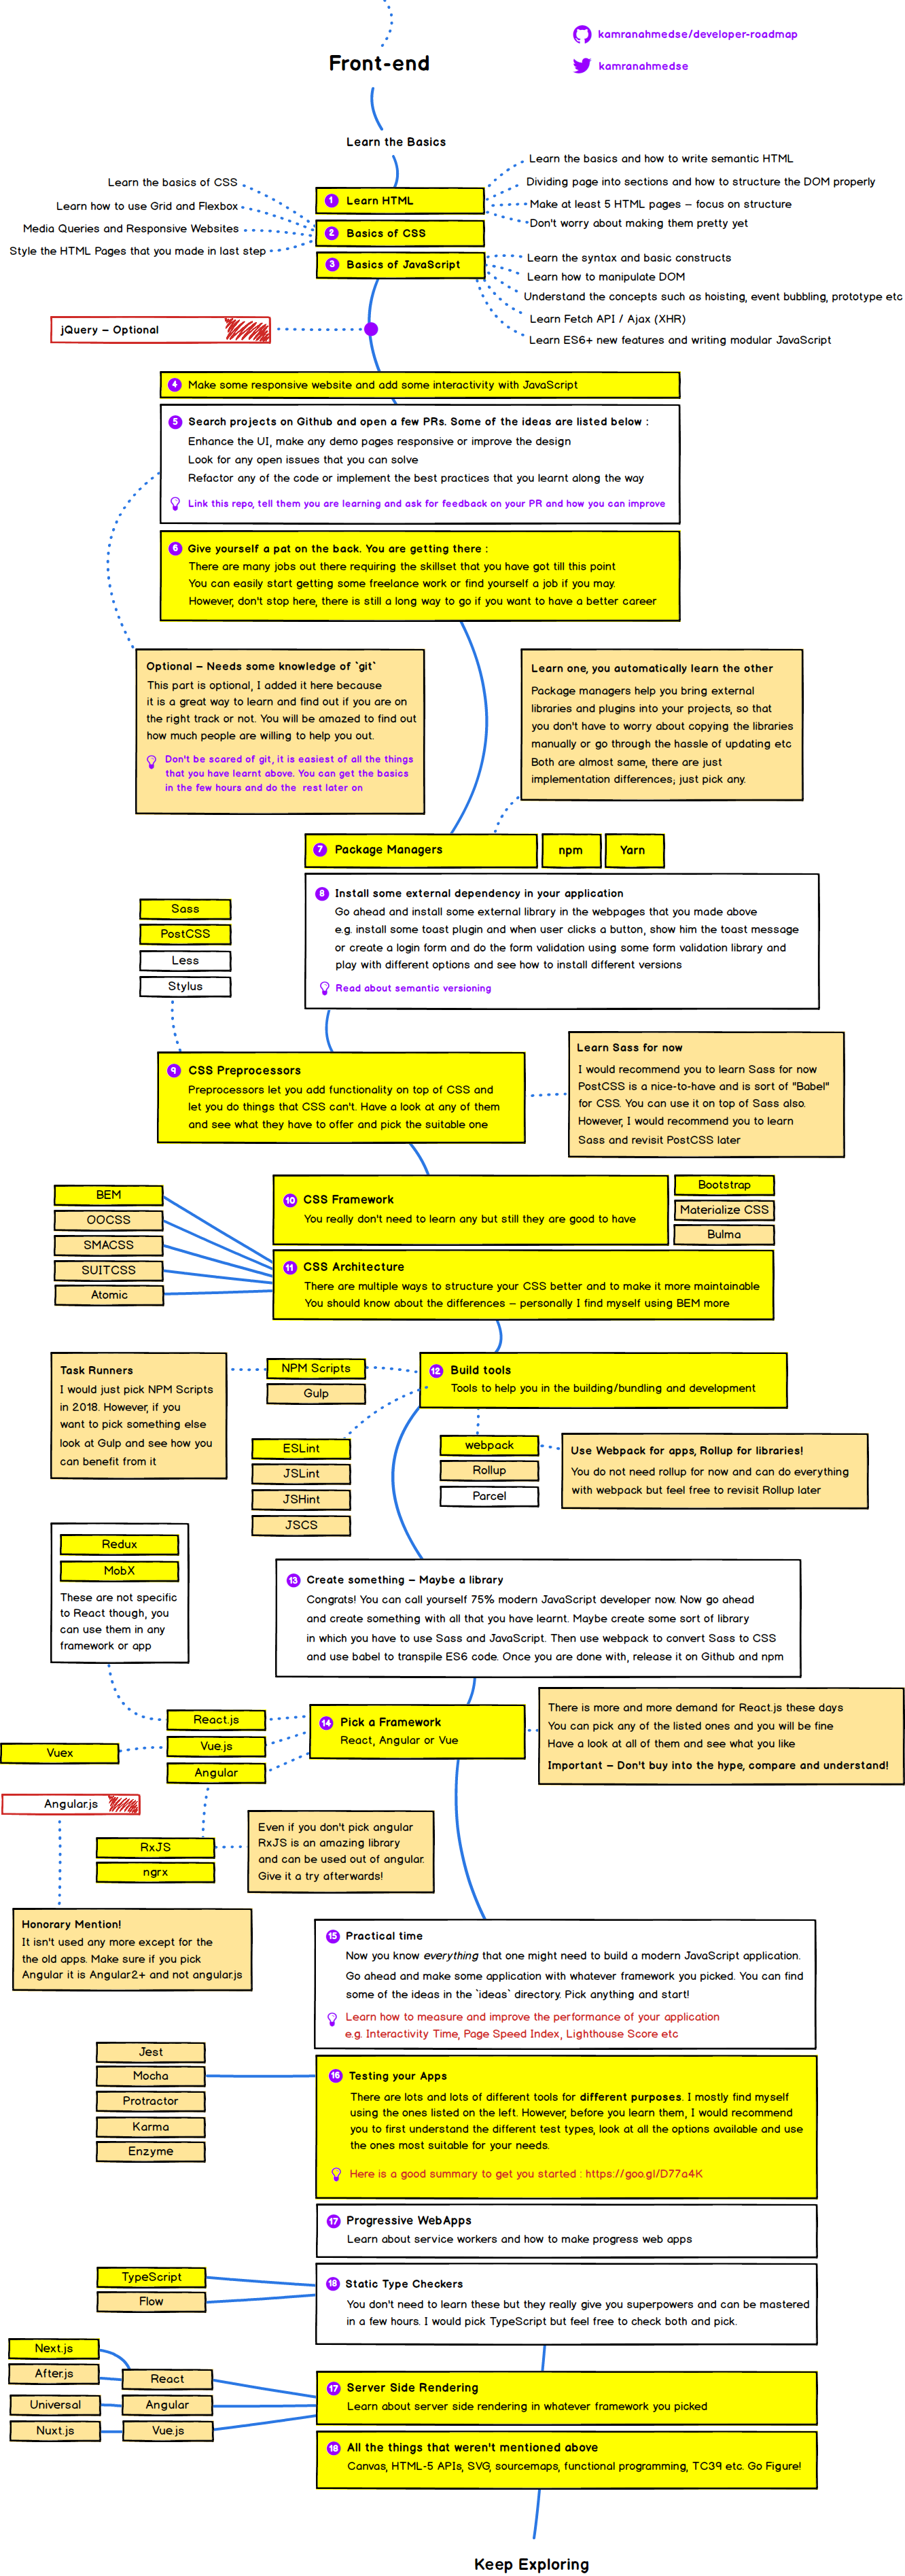 kamranahmedse/developer-roadmap
kamranahmedse
Front-end
Learn the Basics
1 Learn HTML
Learn the basics and how to write semantic HTML
Dividing page into sections and how to structure the DOM properly
Make at least 5 HTML pages – focus on structure
Don't worry about making them pretty yet
Learn the basics of CSS
Learn how to use Grid and Flexbox
Media Queries and Responsive Websites
Style the HTML Pages that you made in last step
2 Basics of CSS
3 Basics of JavaScript
Learn the syntax and basic constructs
Learn how to manipulate DOM
Understand the concepts such as hoisting, event bubbling, prototype etc
Learn Fetch API / Ajax (XHR)
Learn ES6+ new features and writing modular JavaScript
jQuery – Optional
4 Make some responsive website and add some interactivity with JavaScript
5 Search projects on Github and open a few PRs. Some of the ideas are listed below :
Enhance the UI, make any demo pages responsive or improve the design
Look for any open issues that you can solve
Refactor any of the code or implement the best practices that you learnt along the way
Link this repo, tell them you are learning and ask for feedback on your PR and how you can improve
6 Give yourself a pat on the back. You are getting there :
There are many jobs out there requiring the skillset that you have got till this point
You can easily start getting some freelance work or find yourself a job if you may.
However, don't stop here, there is still a long way to go if you want to have a better career
Optional – Needs some knowledge of `git`
This part is optional, I added it here because
it is a great way to learn and find out if you are on
the right track or not. You will be amazed to find out
how much people are willing to help you out.
Don't be scared of git, it is easiest of all the things
that you have learnt above. You can get the basics
in the few hours and do the rest later on
Learn one, you automatically learn the other
Package managers help you bring external
libraries and plugins into your projects, so that
you don't have to worry about copying the libraries
manually or go through the hassle of updating etc
Both are almost same, there are just
implementation differences; just pick any.
7 Package Managers
npm
Yarn
8 Install some external dependency in your application
Go ahead and install some external library in the webpages that you made above
e.g. install some toast plugin and when user clicks a button, show him the toast message
or create a login form and do the form validation using some form validation library and
play with different options and see how to install different versions
Read about semantic versioning
Sass
PostCSS
Less
Stylus
9 CSS Preprocessors
Preprocessors let you add functionality on top of CSS and
let you do things that CSS can't. Have a look at any of them
and see what they have to offer and pick the suitable one
Learn Sass for now
I would recommend you to learn Sass for now
PostCSS is a nice-to-have and is sort of "Babel"
for CSS. You can use it on top of Sass also.
However, I would recommend you to learn
Sass and revisit PostCSS later
10 CSS Framework
You really don't need to learn any but still they are good to have
Bootstrap
Materialize CSS
Bulma
BEM
OOCSS
SMACSS
SUITCSS
Atomic
11 CSS Architecture
There are multiple ways to structure your CSS better and to make it more maintainable
You should know about the differences – personally I find myself using BEM more
Task Runners
I would just pick NPM Scripts
in 2018. However, if you
want to pick something else
look at Gulp and see how you
can benefit from it
NPM Scripts
Gulp
12 Build tools
Tools to help you in the building/bundling and development
ESLint
JSLint
JSHint
JSCS
webpack
Rollup
Parcel
Use Webpack for apps, Rollup for libraries!
You do not need rollup for now and can do everything
with webpack but feel free to revisit Rollup later
Redux
MobX
These are not specific
to React though, you
can use them in any
framework or app
13 Create something – Maybe a library
Congrats! You can call yourself 75% modern JavaScript developer now. Now go ahead
and create something with all that you have learnt. Maybe create some sort of library
in which you have to use Sass and JavaScript. Then use webpack to convert Sass to CSS
and use babel to transpile ES6 code. Once you are done with, release it on Github and npm
React.js
Vue.js
Angular
Vuex
14 Pick a Framework
React, Angular or Vue
There is more and more demand for React.js these days
You can pick any of the listed ones and you will be fine
Have a look at all of them and see what you like
Important – Don't buy into the hype, compare and understand!
Angular.js
RxJS
ngrx
Even if you don't pick angular
RxJS is an amazing library
and can be used out of angular.
Give it a try afterwards!
Honorary Mention!
It isn't used any more except for the
the old apps. Make sure if you pick
Angular it is Angular2+ and not angular.js
15 Practical time
Now you know everything that one might need to build a modern JavaScript application.
Go ahead and make some application with whatever framework you picked. You can find
some of the ideas in the `ideas` directory. Pick anything and start!
Learn how to measure and improve the performance of your application
e.g. Interactivity Time, Page Speed Index, Lighthouse Score etc
Jest
Mocha
Protractor
Karma
Enzyme
16 Testing your Apps
There are lots and lots of different tools for different purposes. I mostly find myself
using the ones listed on the left. However, before you learn them, I would recommend
you to first understand the different test types, look at all the options available and use
the ones most suitable for your needs.
Here is a good summary to get you started : https://goo.gl/D77a4K
17 Progressive WebApps
Learn about service workers and how to make progress web apps
TypeScript
Flow
18 Static Type Checkers
You don't need to learn these but they really give you superpowers and can be mastered
in a few hours. I would pick TypeScript but feel free to check both and pick.
Next.js
After.js
React
Universal
Angular
Nuxt.js
Vue.js
17 Server Side Rendering
Learn about server side rendering in whatever framework you picked
18 All the things that weren't mentioned above
Canvas, HTML-5 APIs, SVG, sourcemaps, functional programming, TC39 etc. Go Figure!
Keep Exploring